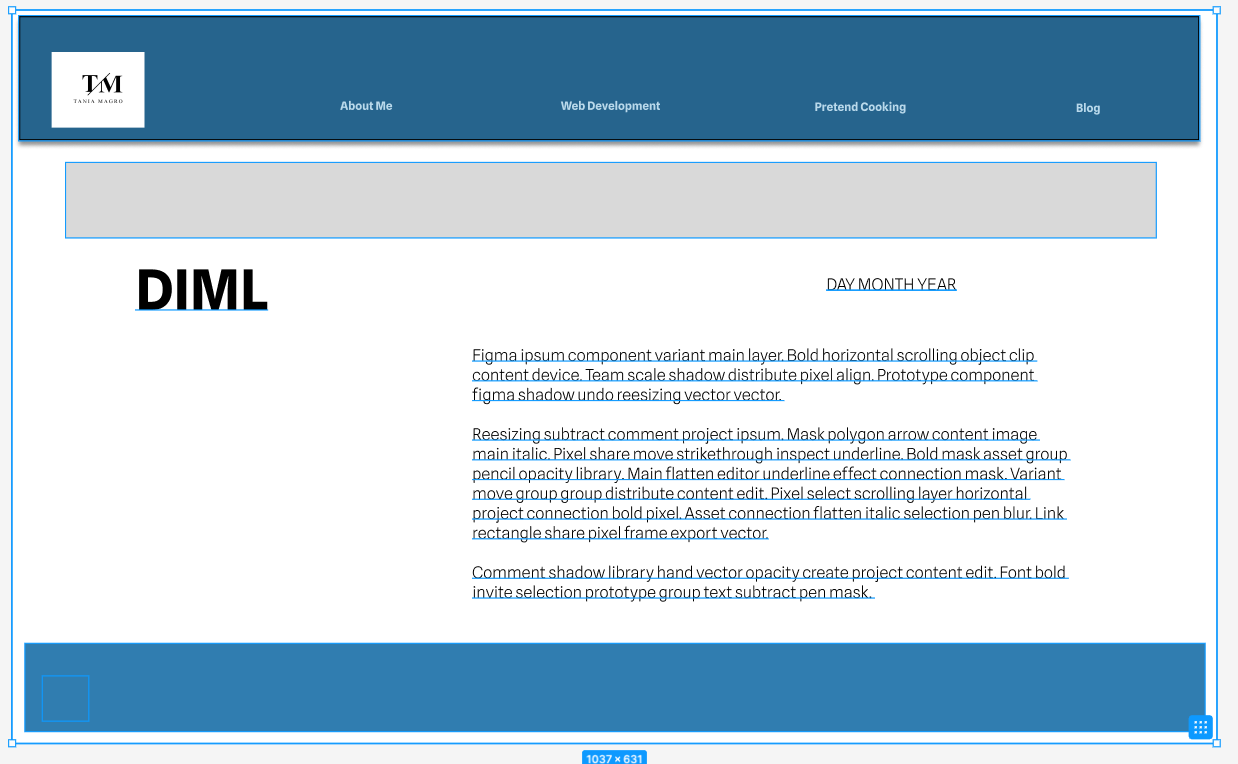 TM
TANIA MAGRO
About Me
Web Development
Pretend Cooking
Blog
DIML
DAY MONTH YEAR
Figma ipsum component variant main layer. Bold horizontal scrolling object clip
content device. Team scale shadow distribute pixel align. Prototype component
figma shadow undo reesizing vector vector.
Reesizing subtract comment project ipsum. Mask polygon arrow content image
main italic. Pixel share move strikethrough inspect underline. Bold mask asset group
pencil opacity library. Main flatten editor underline effect connection mask. Variant
move group group distribute content edit. Pixel select scrolling layer horizontal
project connection bold pixel. Asset connection flatten italic selection pen blur. Link
rectangle share pixel frame export vector.
Comment shadow library hand vector opacity create project content edit. Font bold
invite selection prototype group text subtract pen mask.
1037 × 631